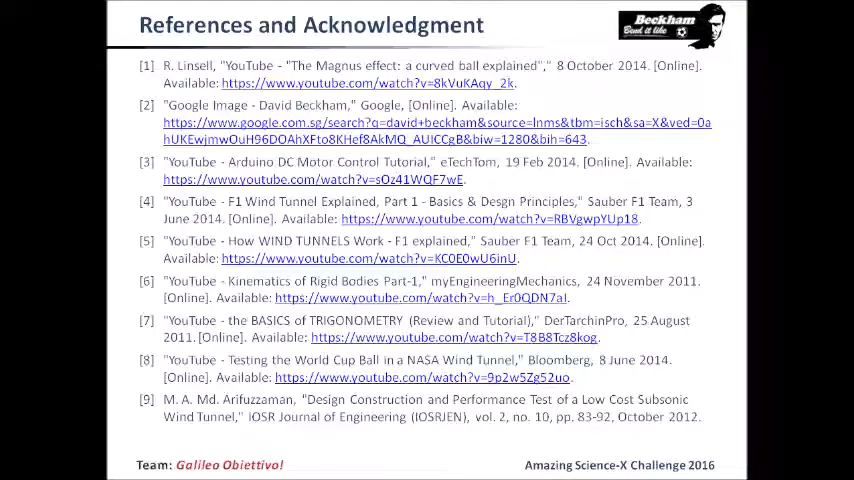 References and Acknowledgment
Beckham
Bend it like
[1] R. Linsell, "YouTube - "The Magnus effect: a curved ball explained"," 8 October 2014. [Online].
Available: https://www.youtube.com/watch?v=8kVuKAqy_2k.
[2] "Google Image - David Beckham," Google, [Online]. Available:
https://www.google.com.sg/search?q=david+beckham&source=lnms&tbm=isch&sa=X&ved=0a
hUKEwjmwOuH96DOAhXFto8KHef8AkMQ_AUICCgB&biw=1280&bih=643.
[3] "YouTube - Arduino DC Motor Control Tutorial," eTechTom, 19 Feb 2014. [Online]. Available:
https://www.youtube.com/watch?v=sOz41WQF7wE.
[4] "YouTube - F1 Wind Tunnel Explained, Part 1 - Basics & Desgn Principles," Sauber F1 Team, 3
June 2014. [Online]. Available: https://www.youtube.com/watch?v=RBVgwpYUp18.
[5] "YouTube - How WIND TUNNELS Work - F1 explained," Sauber F1 Team, 24 Oct 2014. [Online].
Available: https://www.youtube.com/watch?v=KC0E0wU6inU.
[6] "YouTube - Kinematics of Rigid Bodies Part-1," myEngineeringMechanics, 24 November 2011.
[Online]. Available: https://www.youtube.com/watch?v=h_Er0QDN7aI.
[7] "YouTube - the BASICS of TRIGONOMETRY (Review and Tutorial)," DerTarchinPro, 25 August
2011. [Online]. Available: https://www.youtube.com/watch?v=T8B8Tcz8kog.
[8] "YouTube - Testing the World Cup Ball in a NASA Wind Tunnel," Bloomberg, 8 June 2014.
[Online]. Available: https://www.youtube.com/watch?v=9p2w5Zg52uo.
[9] M. A. Md. Arifuzzaman, "Design Construction and Performance Test of a Low Cost Subsonic
Wind Tunnel," IOSR Journal of Engineering (IOSRJEN), vol. 2, no. 10, pp. 83-92, October 2012.
Team: Galileo Obiettivo!
Amazing Science-X Challenge 2016